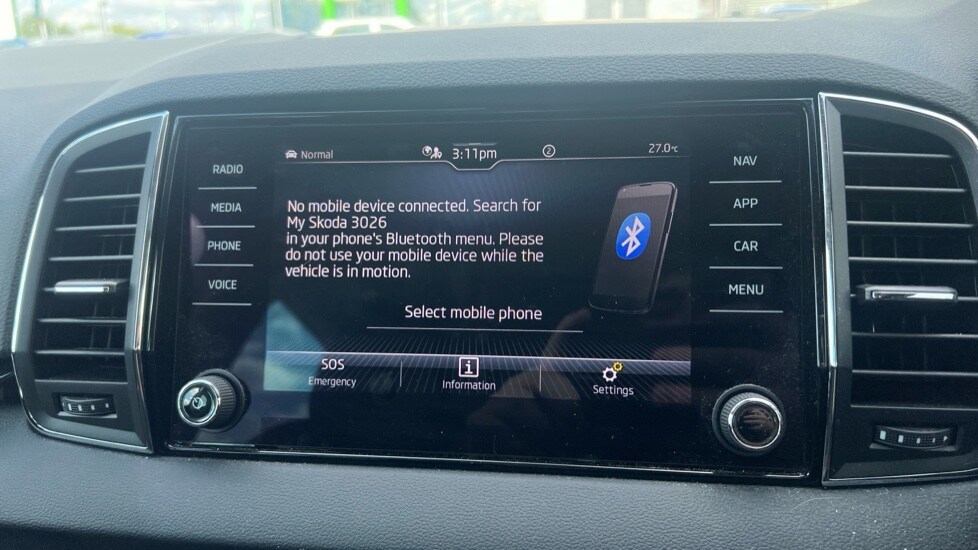 Normal
3:11pm
2
27.0°C
RADIO
MEDIA
PHONE
VOICE
NAV
APP
CAR
MENU
No mobile device connected. Search for
My Skoda 3026
in your phone's Bluetooth menu. Please
do not use your mobile device while the
vehicle is in motion.
Select mobile phone
SOS
Emergency
i
Information
Settings